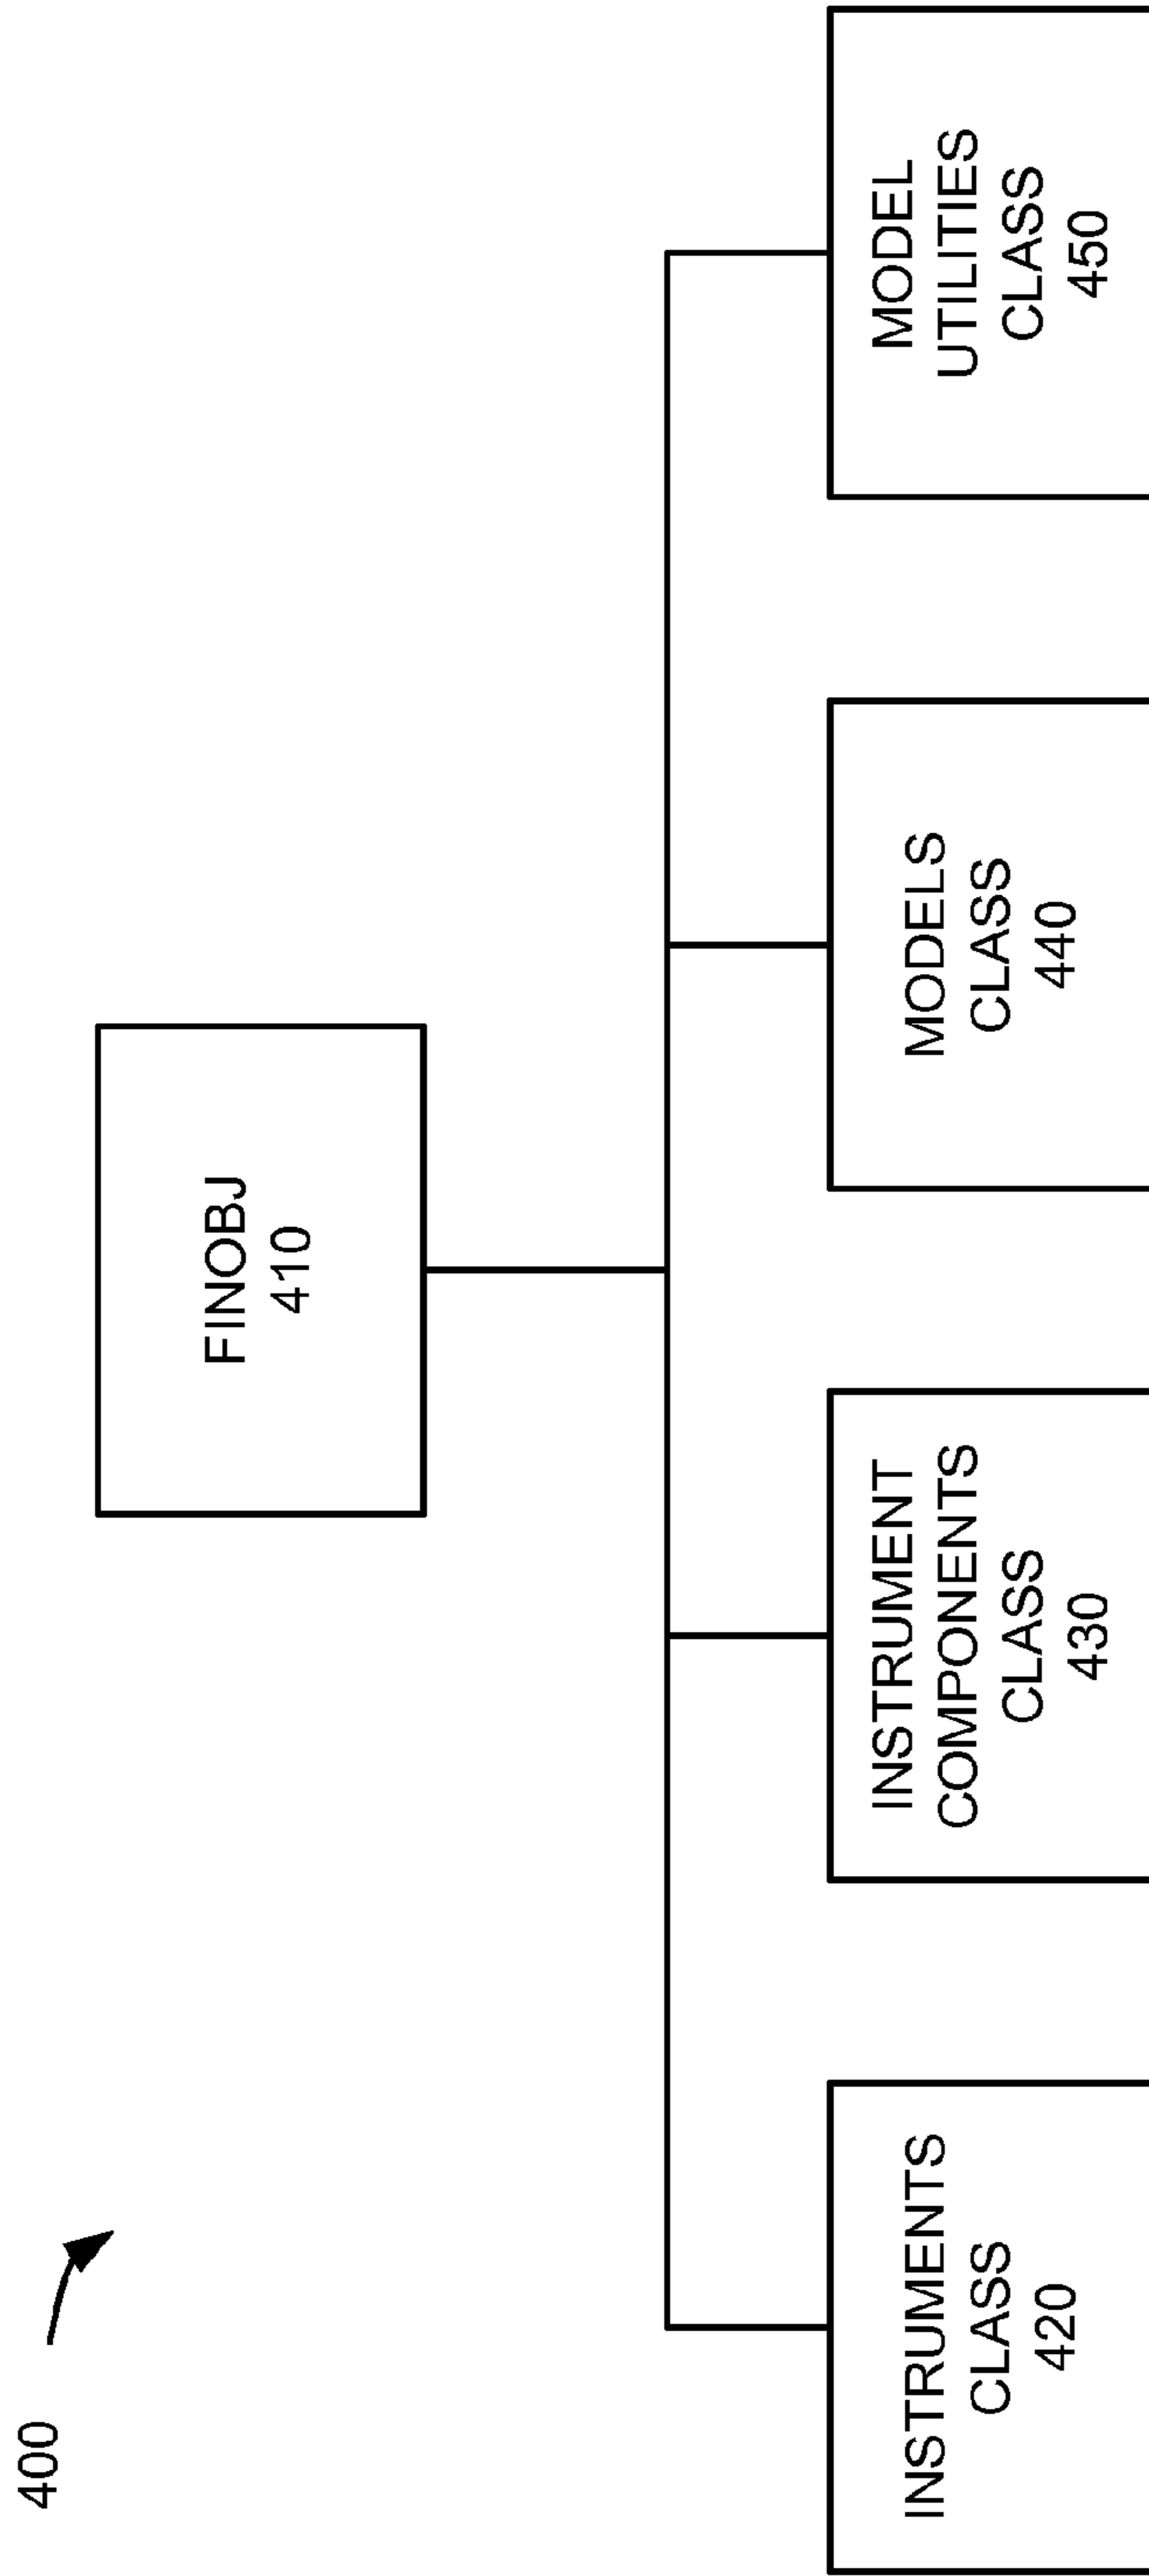 400
FINOBJ
410
INSTRUMENTS
CLASS
420
INSTRUMENT
COMPONENTS
CLASS
430
MODELS
CLASS
440
MODEL
UTILITIES
CLASS
450